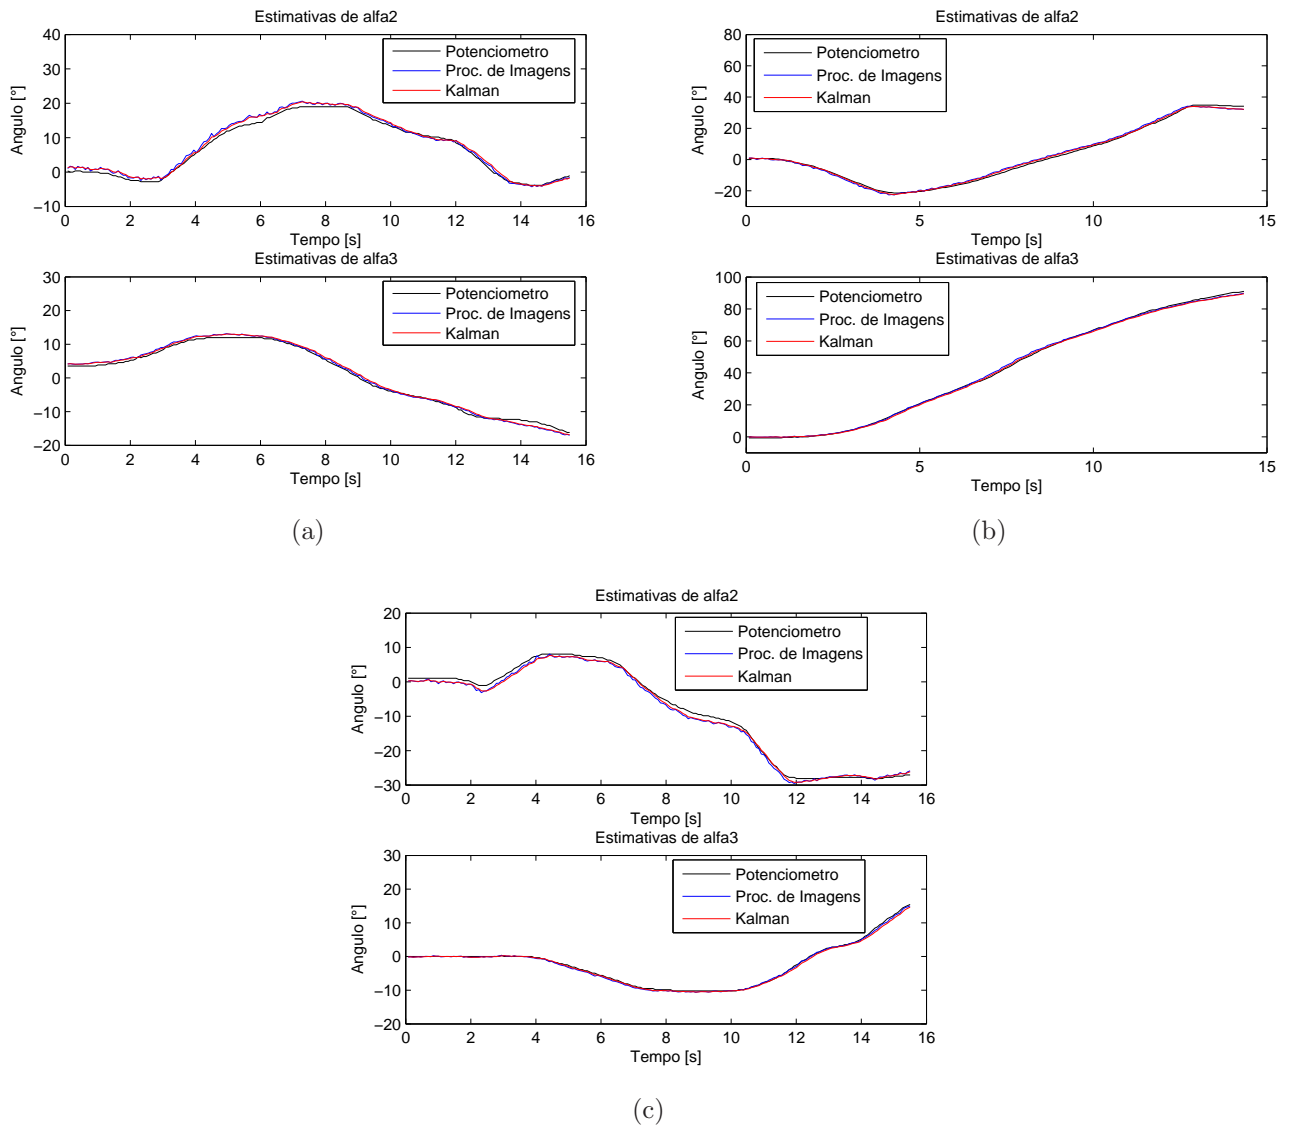 Estimativas de alfa2
40
30
20
10
0
−10
Angulo [°]
Potenciometro
Proc. de Imagens
Kalman
0 2 4 6 8 10 12 14 16
Tempo [s]
Estimativas de alfa3
30
20
10
0
−10
−20
Angulo [°]
Potenciometro
Proc. de Imagens
Kalman
0 2 4 6 8 10 12 14 16
Tempo [s]
(a)
Estimativas de alfa2
80
60
40
20
0
−20
Angulo [°]
Potenciometro
Proc. de Imagens
Kalman
0 5 10 15
Tempo [s]
Estimativas de alfa3
100
80
60
40
20
0
Angulo [°]
Potenciometro
Proc. de Imagens
Kalman
0 5 10 15
Tempo [s]
(b)
Estimativas de alfa2
20
10
0
−10
−20
−30
Angulo [°]
Potenciometro
Proc. de Imagens
Kalman
0 2 4 6 8 10 12 14 16
Tempo [s]
Estimativas de alfa3
30
20
10
0
−10
−20
Angulo [°]
Potenciometro
Proc. de Imagens
Kalman
0 2 4 6 8 10 12 14 16
Tempo [s]
(c)